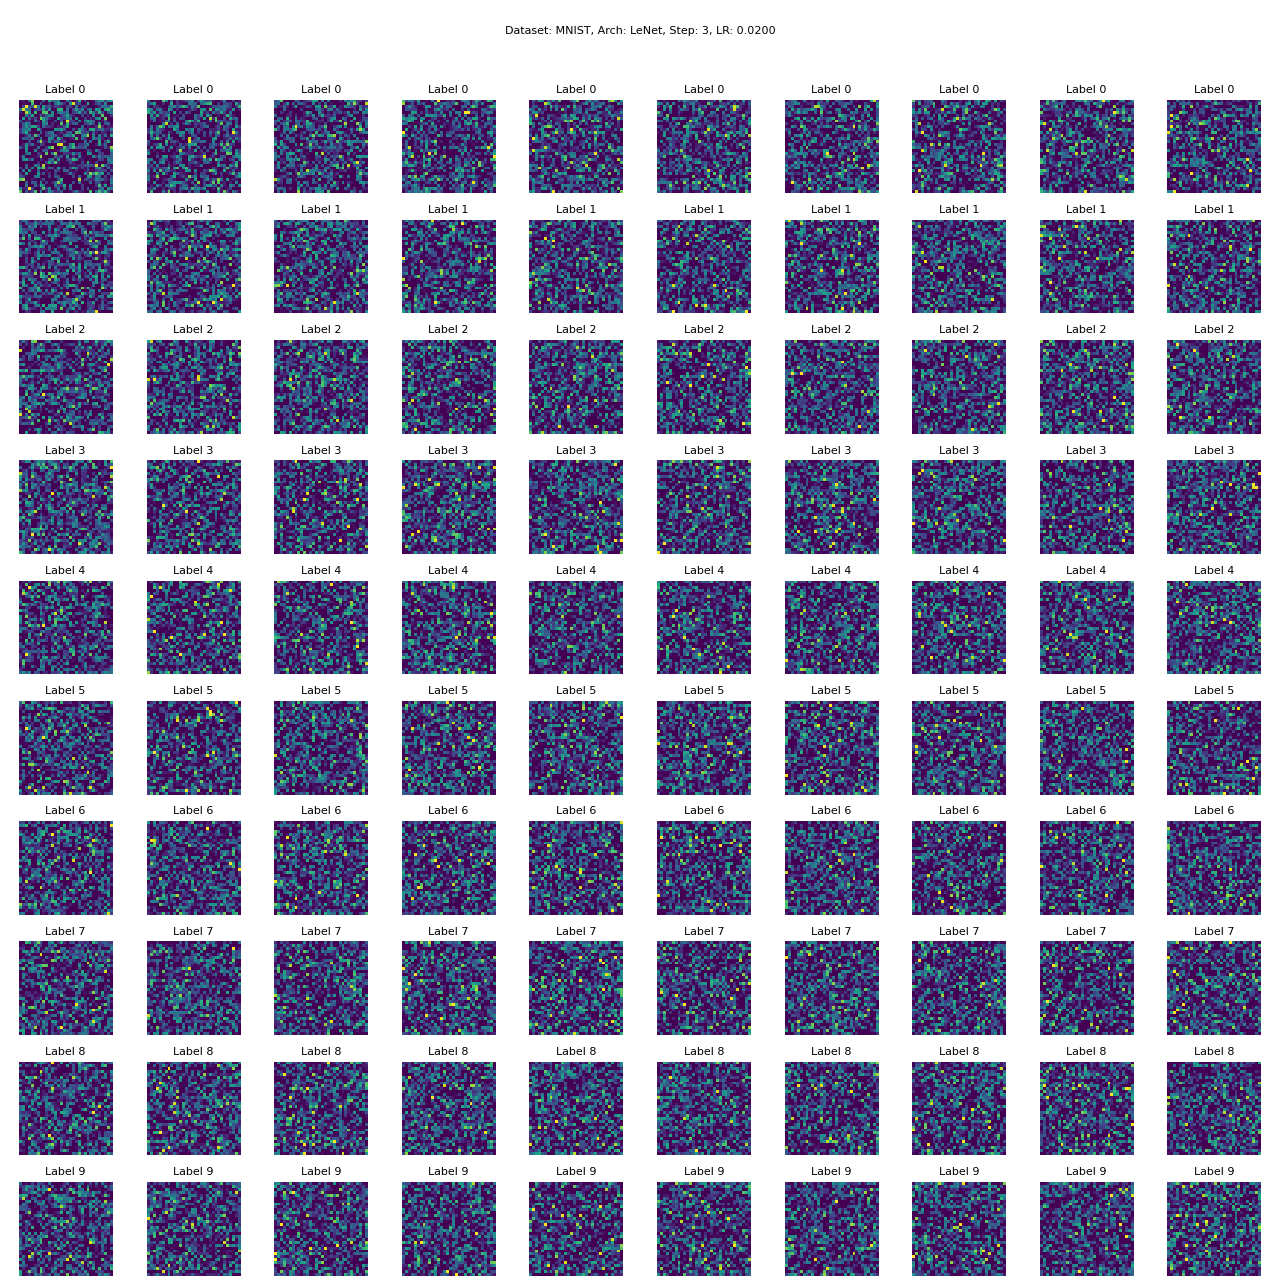 Dataset: MNIST, Arch: LeNet, Step: 3, LR: 0.0200
Label 0 Label 0 Label 0 Label 0 Label 0 Label 0 Label 0 Label 0 Label 0 Label 0
Label 1 Label 1 Label 1 Label 1 Label 1 Label 1 Label 1 Label 1 Label 1 Label 1
Label 2 Label 2 Label 2 Label 2 Label 2 Label 2 Label 2 Label 2 Label 2 Label 2
Label 3 Label 3 Label 3 Label 3 Label 3 Label 3 Label 3 Label 3 Label 3 Label 3
Label 4 Label 4 Label 4 Label 4 Label 4 Label 4 Label 4 Label 4 Label 4 Label 4
Label 5 Label 5 Label 5 Label 5 Label 5 Label 5 Label 5 Label 5 Label 5 Label 5
Label 6 Label 6 Label 6 Label 6 Label 6 Label 6 Label 6 Label 6 Label 6 Label 6
Label 7 Label 7 Label 7 Label 7 Label 7 Label 7 Label 7 Label 7 Label 7 Label 7
Label 8 Label 8 Label 8 Label 8 Label 8 Label 8 Label 8 Label 8 Label 8 Label 8
Label 9 Label 9 Label 9 Label 9 Label 9 Label 9 Label 9 Label 9 Label 9 Label 9